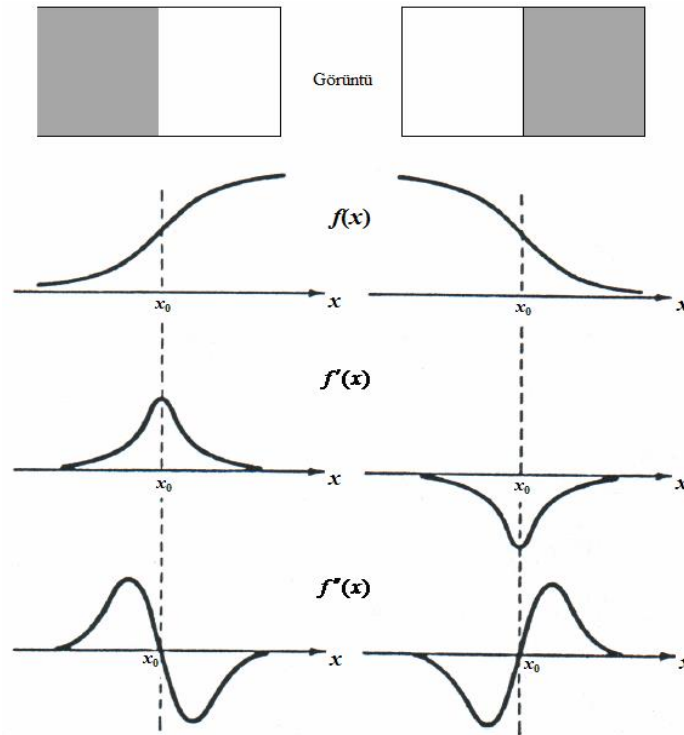 Görüntü
f(x)
x₀ x
x₀ x
f'(x)
x₀ x
x₀ x
f''(x)
x₀ x
x₀ x